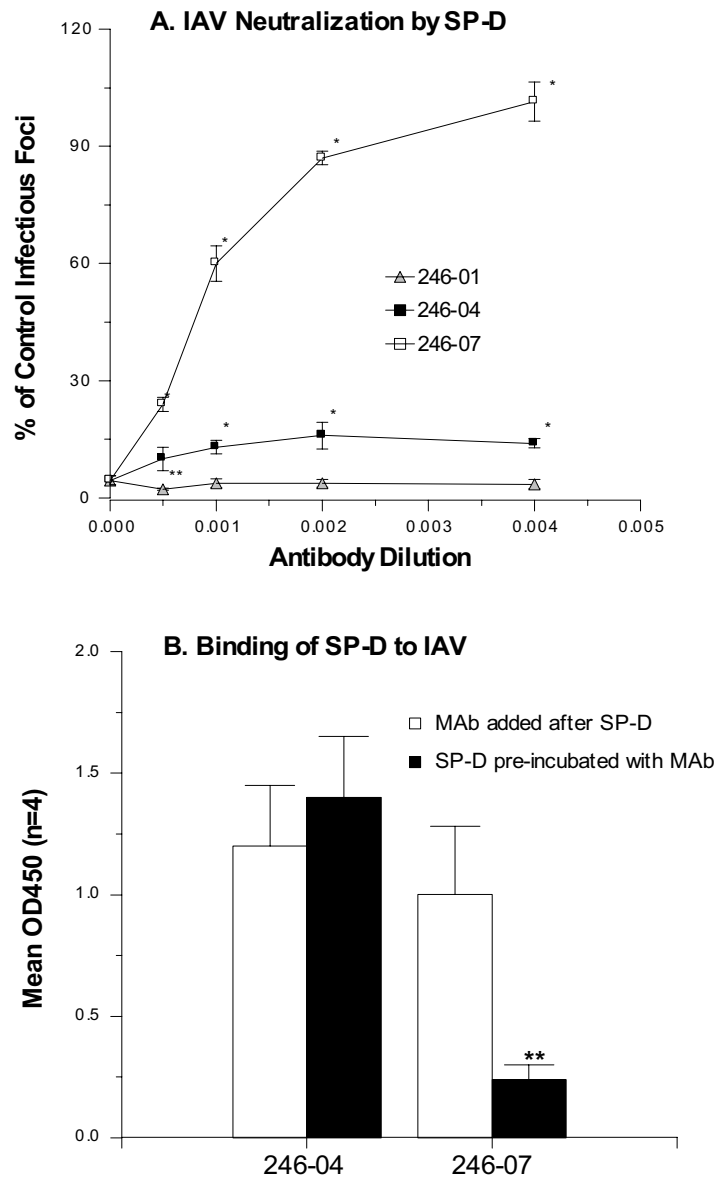 A. IAV Neutralization by SP-D
120
90
60
30
0
% of Control Infectious Foci
*
*
*
*
*
*
*
**
246-01
246-04
246-07
0.000 0.001 0.002 0.003 0.004 0.005
Antibody Dilution
B. Binding of SP-D to IAV
2.0
1.5
1.0
0.5
0.0
Mean OD450 (n=4)
MAb added after SP-D
SP-D pre-incubated with MAb
**
246-04 246-07